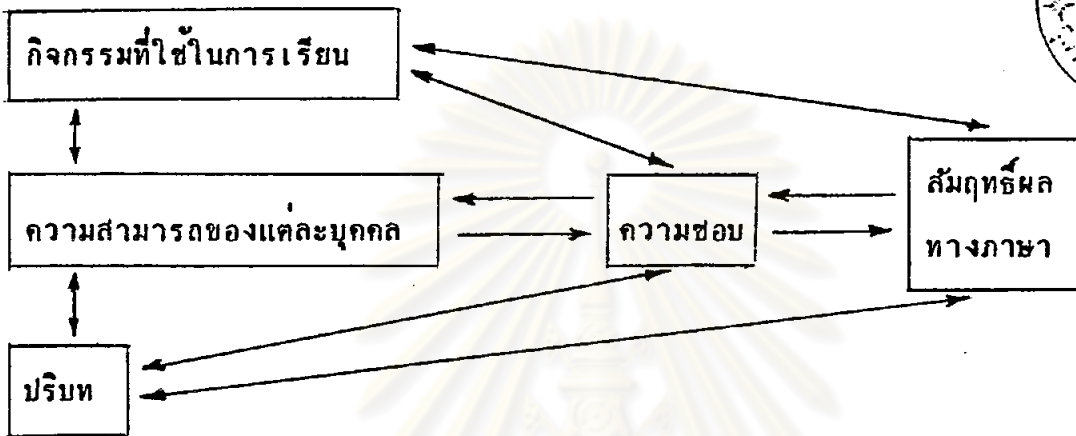 กิจกรรมที่ใช้ในการเรียน
ความสามารถของแต่ละบุคคล
ความชอบ
สัมฤทธิ์ผล
ทางภาษา
ปริบท